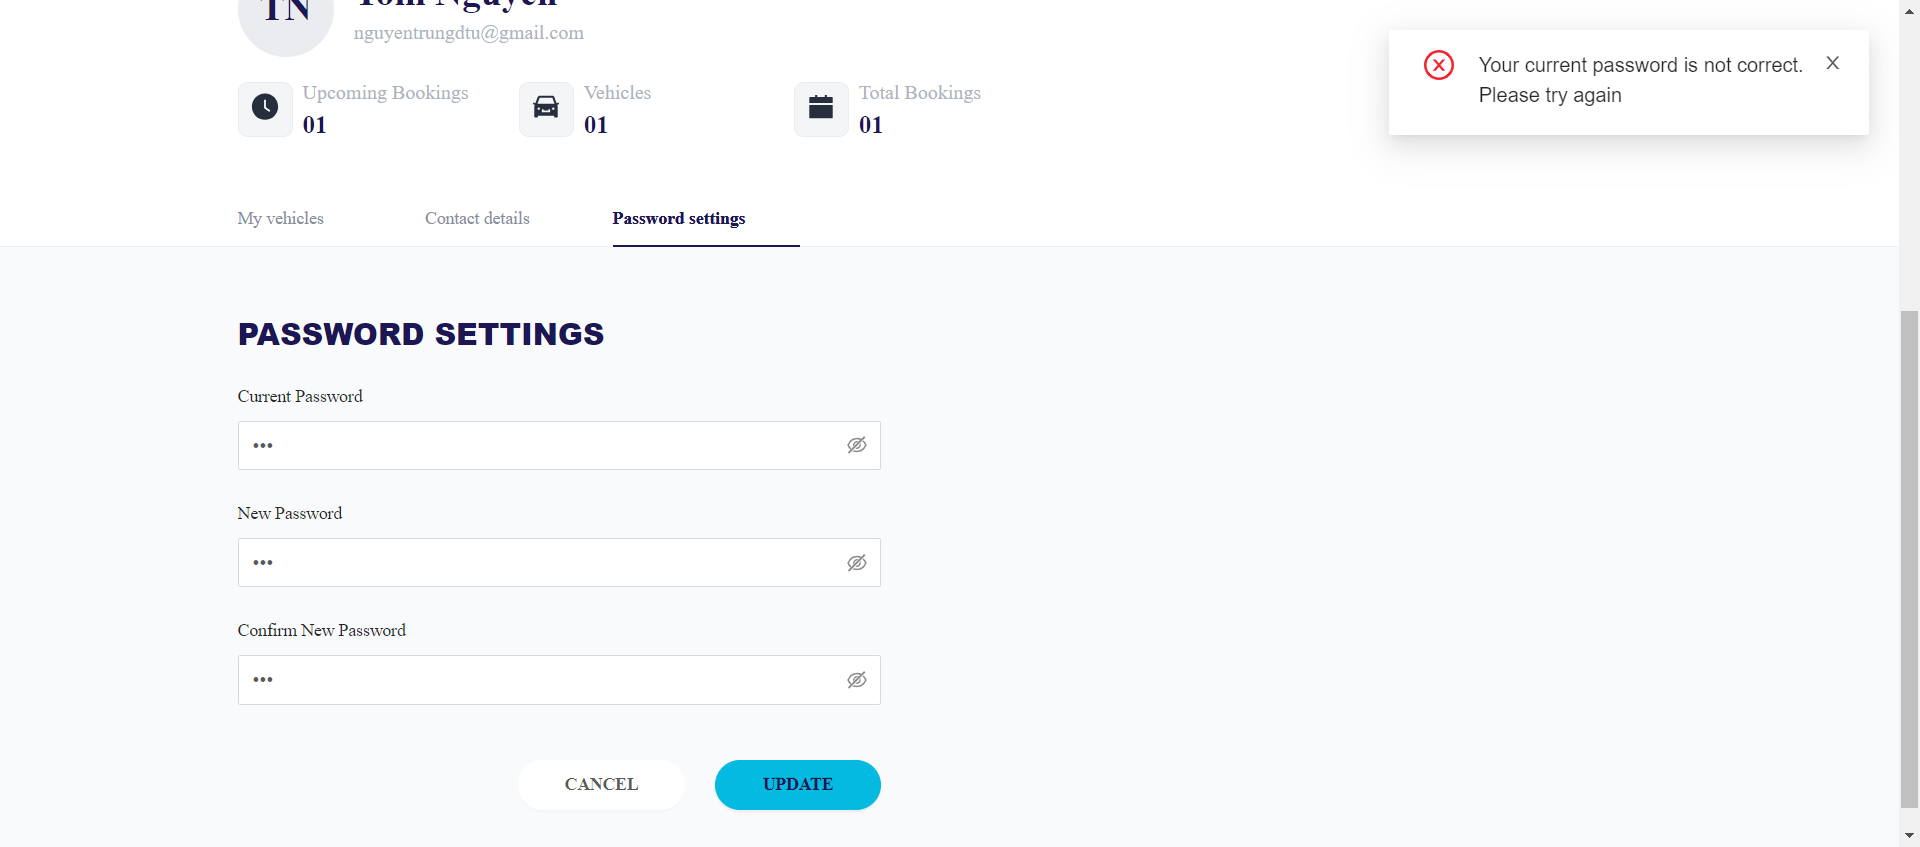 TN
Tom Nguyen
nguyentrungdtu@gmail.com
Upcoming Bookings
01
Vehicles
01
Total Bookings
01
Your current password is not correct.
Please try again
My vehicles
Contact details
Password settings
PASSWORD SETTINGS
Current Password
•••
New Password
•••
Confirm New Password
•••
CANCEL
UPDATE